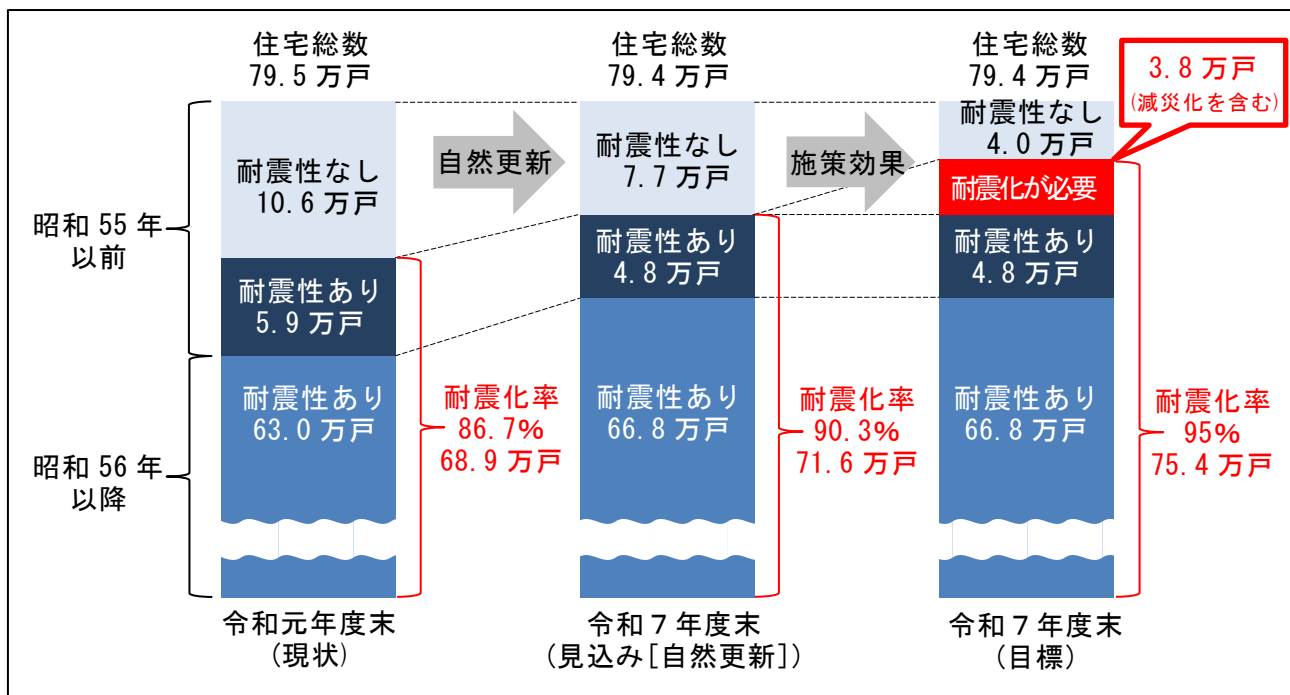 住宅総数
79.5 万戸
住宅総数
79.4 万戸
住宅総数
79.4 万戸
3.8 万戸
(減災化を含む)
昭和 55 年
以前
昭和 56 年
以降
耐震性なし
10.6 万戸
自然更新
耐震性なし
7.7 万戸
施策効果
耐震性なし
4.0 万戸
耐震化が必要
耐震性あり
5.9 万戸
耐震性あり
4.8 万戸
耐震性あり
4.8 万戸
耐震性あり
63.0 万戸
耐震化率
86.7%
68.9 万戸
耐震性あり
66.8 万戸
耐震化率
90.3%
71.6 万戸
耐震性あり
66.8 万戸
耐震化率
95%
75.4 万戸
令和元年度末
(現状)
令和７年度末
(見込み[自然更新])
令和７年度末
(目標)